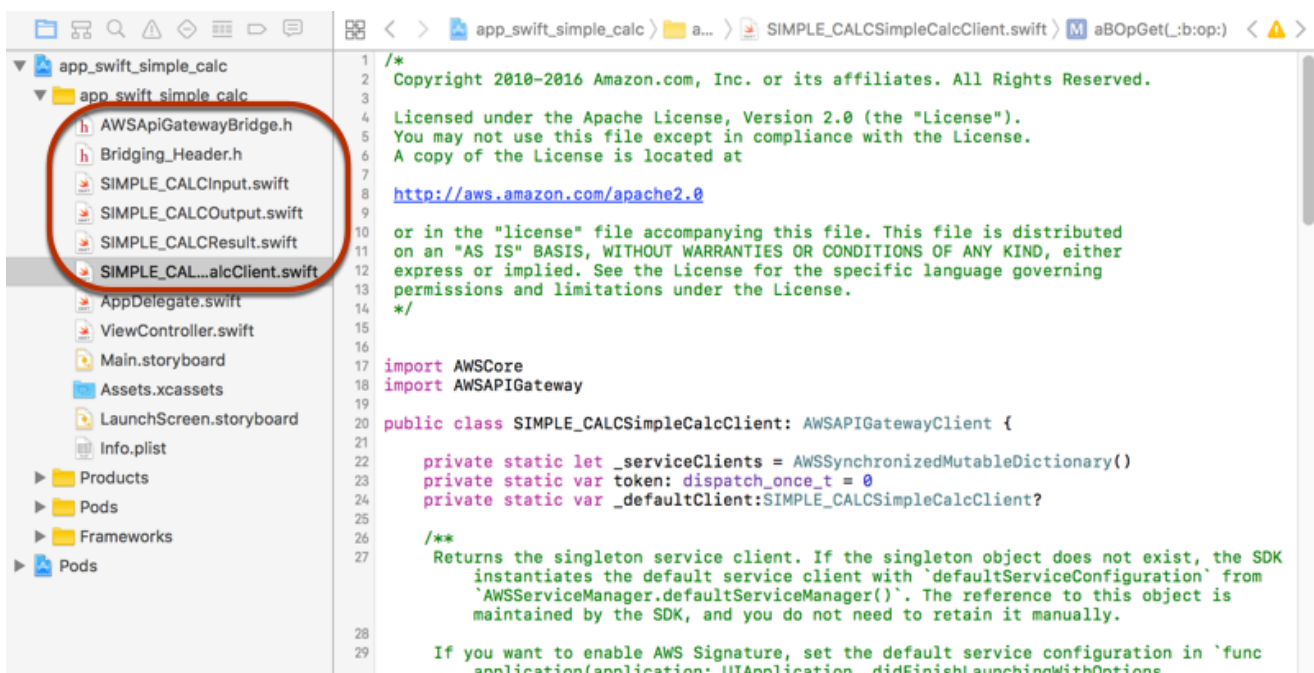 app_swift_simple_calc
a...
SIMPLE_CALCSimpleCalcClient.swift
M
aBOpGet(_:b:op:)
app_swift_simple_calc
app_swift_simple_calc
h AWSApiGatewayBridge.h
h Bridging_Header.h
SIMPLE_CALCInput.swift
SIMPLE_CALCOutput.swift
SIMPLE_CALCResult.swift
SIMPLE_CAL...alcClient.swift
AppDelegate.swift
ViewController.swift
Main.storyboard
Assets.xcassets
LaunchScreen.storyboard
Info.plist
Products
Pods
Frameworks
Pods
1 /*
2 Copyright 2010-2016 Amazon.com, Inc. or its affiliates. All Rights Reserved.
3
4 Licensed under the Apache License, Version 2.0 (the "License").
5 You may not use this file except in compliance with the License.
6 A copy of the License is located at
7
8 http://aws.amazon.com/apache2.0
9
10 or in the "license" file accompanying this file. This file is distributed
11 on an "AS IS" BASIS, WITHOUT WARRANTIES OR CONDITIONS OF ANY KIND, either
12 express or implied. See the License for the specific language governing
13 permissions and limitations under the License.
14 */
15
16
17 import AWSCore
18 import AWSAPIGateway
19
20 public class SIMPLE_CALCSimpleCalcClient: AWSAPIGatewayClient {
21
22 private static let _serviceClients = AWSSynchronizedMutableDictionary()
23 private static var token: dispatch_once_t = 0
24 private static var _defaultClient:SIMPLE_CALCSimpleCalcClient?
25
26 /**
27 Returns the singleton service client. If the singleton object does not exist, the SDK
instantiates the default service client with `defaultServiceConfiguration` from
`AWSServiceManager.defaultServiceManager()`. The reference to this object is
maintained by the SDK, and you do not need to retain it manually.
28
29 If you want to enable AWS Signature, set the default service configuration in `func
application(application: UIApplication, didFinishLaunchingWithOptions